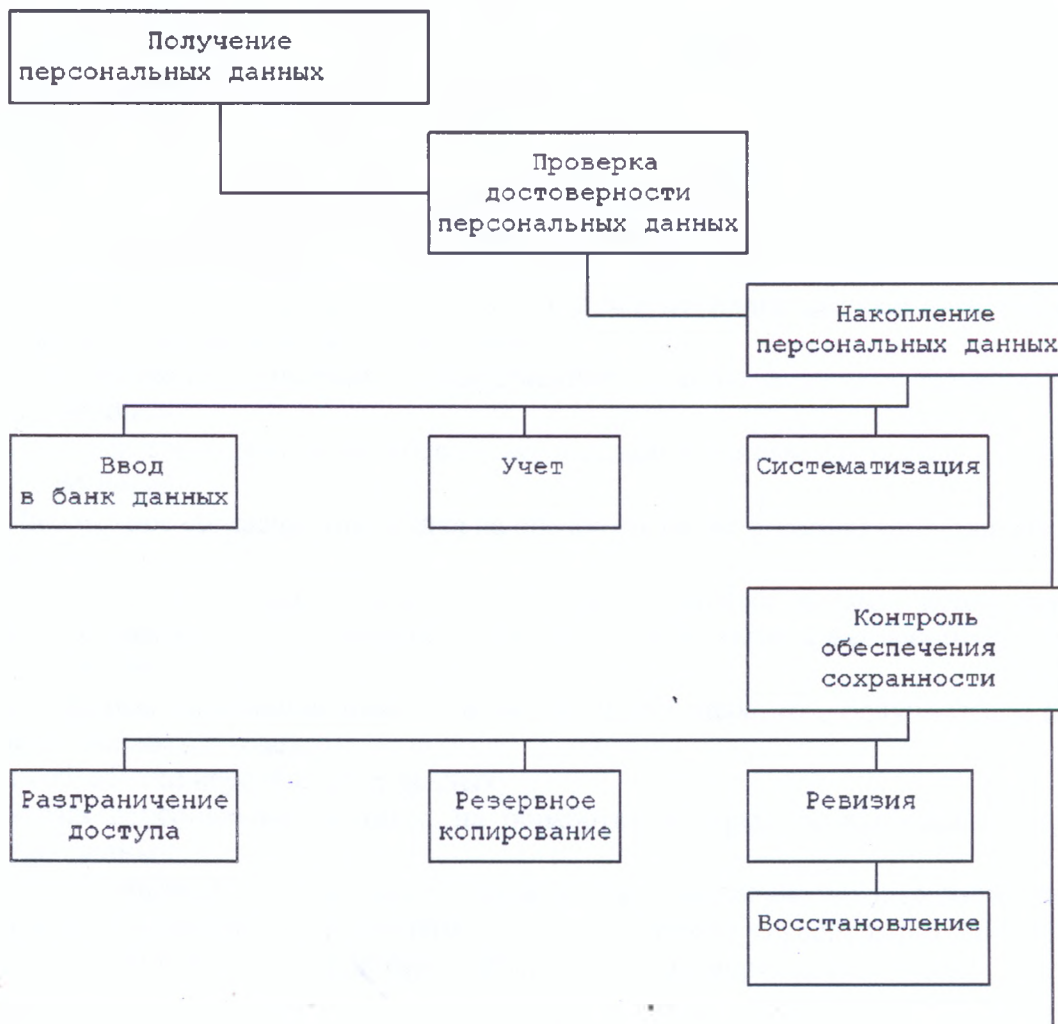 Получение
персональных данных
Проверка
достоверности
персональных данных
Накопление
персональных данных
Ввод
в банк данных
Учет
Систематизация
Контроль
обеспечения
сохранности
Разграничение
доступа
Резервное
копирование
Ревизия
Восстановление